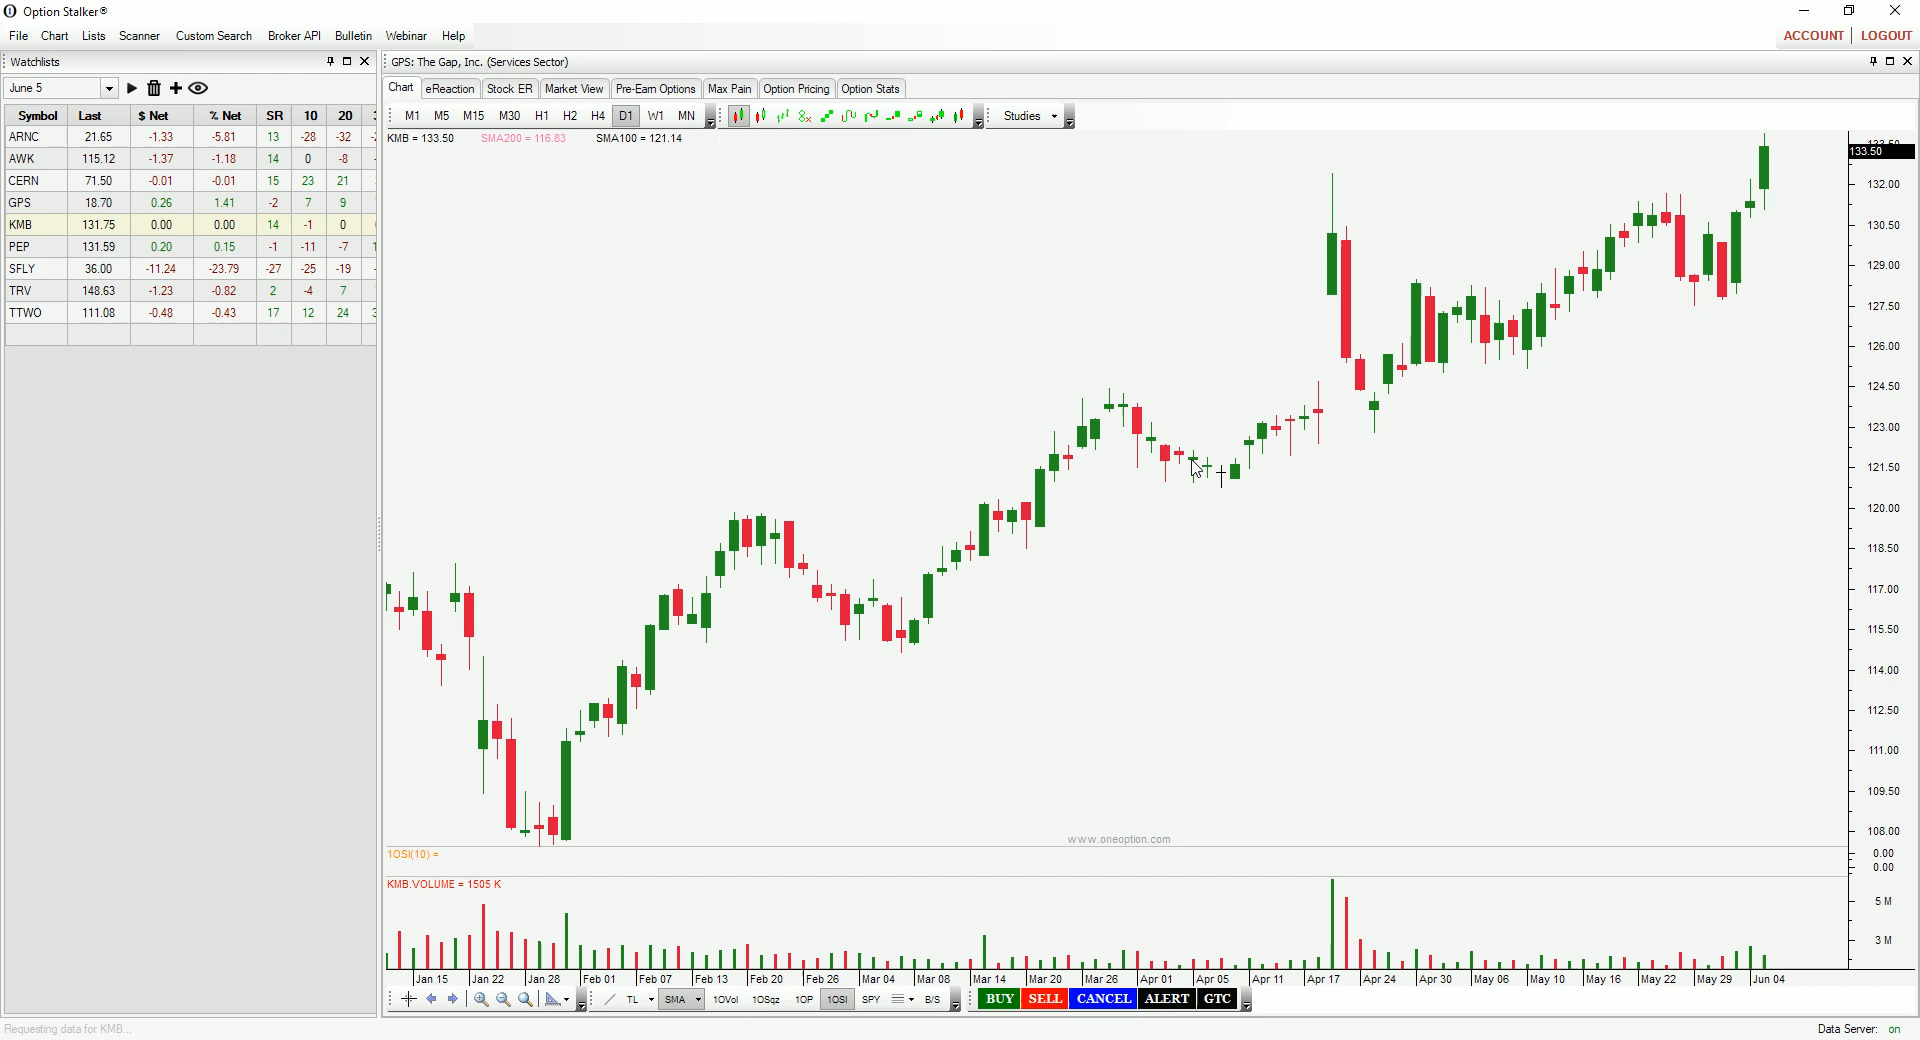 Option Stalker®
File Chart Lists Scanner Custom Search Broker API Bulletin Webinar Help ACCOUNT LOGOUT
Watchlists
GPS: The Gap, Inc. (Services Sector)
June 5
Chart eReaction Stock ER Market View Pre-Earn Options Max Pain Option Pricing Option Stats
Symbol Last $ Net % Net SR 10 20
M1 M5 M15 M30 H1 H2 H4 D1 W1 MN Studies
ARNC 21.65 -1.33 -5.81 13 -28 -32
AWK 115.12 -1.37 -1.18 14 0 -8
CERN 71.50 -0.01 -0.01 15 23 21
GPS 18.70 0.26 1.41 -2 7 9
KMB 131.75 0.00 0.00 14 -1 0
PEP 131.59 0.20 0.15 -1 -11 -7
SFLY 36.00 -11.24 -23.79 -27 -25 -19
TRV 148.63 -1.23 -0.82 2 -4 7
TTWO 111.08 -0.48 -0.43 17 12 24
KMB = 133.50 SMA200 = 116.83 SMA100 = 121.14
133.50
132.00
130.50
129.00
127.50
126.00
124.50
123.00
121.50
120.00
118.50
117.00
115.50
114.00
112.50
111.00
109.50
108.00
www.oneoption.com
1OSI(10) =
0.00
0.00
KMB.VOLUME = 1505 K
5 M
3 M
Jan 15 Jan 22 Jan 28 Feb 01 Feb 07 Feb 13 Feb 20 Feb 26 Mar 04 Mar 08 Mar 14 Mar 20 Mar 26 Apr 01 Apr 05 Apr 11 Apr 17 Apr 24 Apr 30 May 06 May 10 May 16 May 22 May 29 Jun 04
TL SMA 1OVol 1OSqz 1OP 1OSI SPY B/S BUY SELL CANCEL ALERT GTC
Requesting data for KMB...
Data Server: on